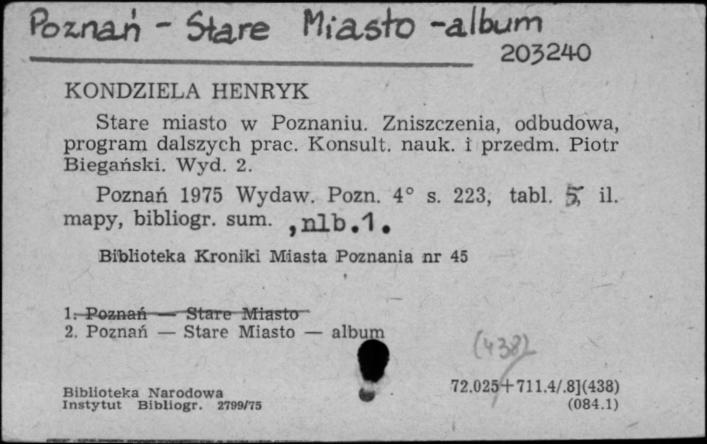 Poznań - Stare Miasto - album
203240
KONDZIELA HENRYK
Stare miasto w Poznaniu. Zniszczenia, odbudowa,
program dalszych prac. Konsult. nauk. i przedm. Piotr
Biegański. Wyd. 2.
Poznań 1975 Wydaw. Pozn. 4° s. 223, tabl. 5, il.
mapy, bibliogr. sum. , nlb.1.
Biblioteka Kroniki Miasta Poznania nr 45
1. Poznań — Stare Miasto
2. Poznań — Stare Miasto — album
(438)
72.025+711.4/.8](438)
(084.1)
Biblioteka Narodowa
Instytut Bibliogr. 2799/75